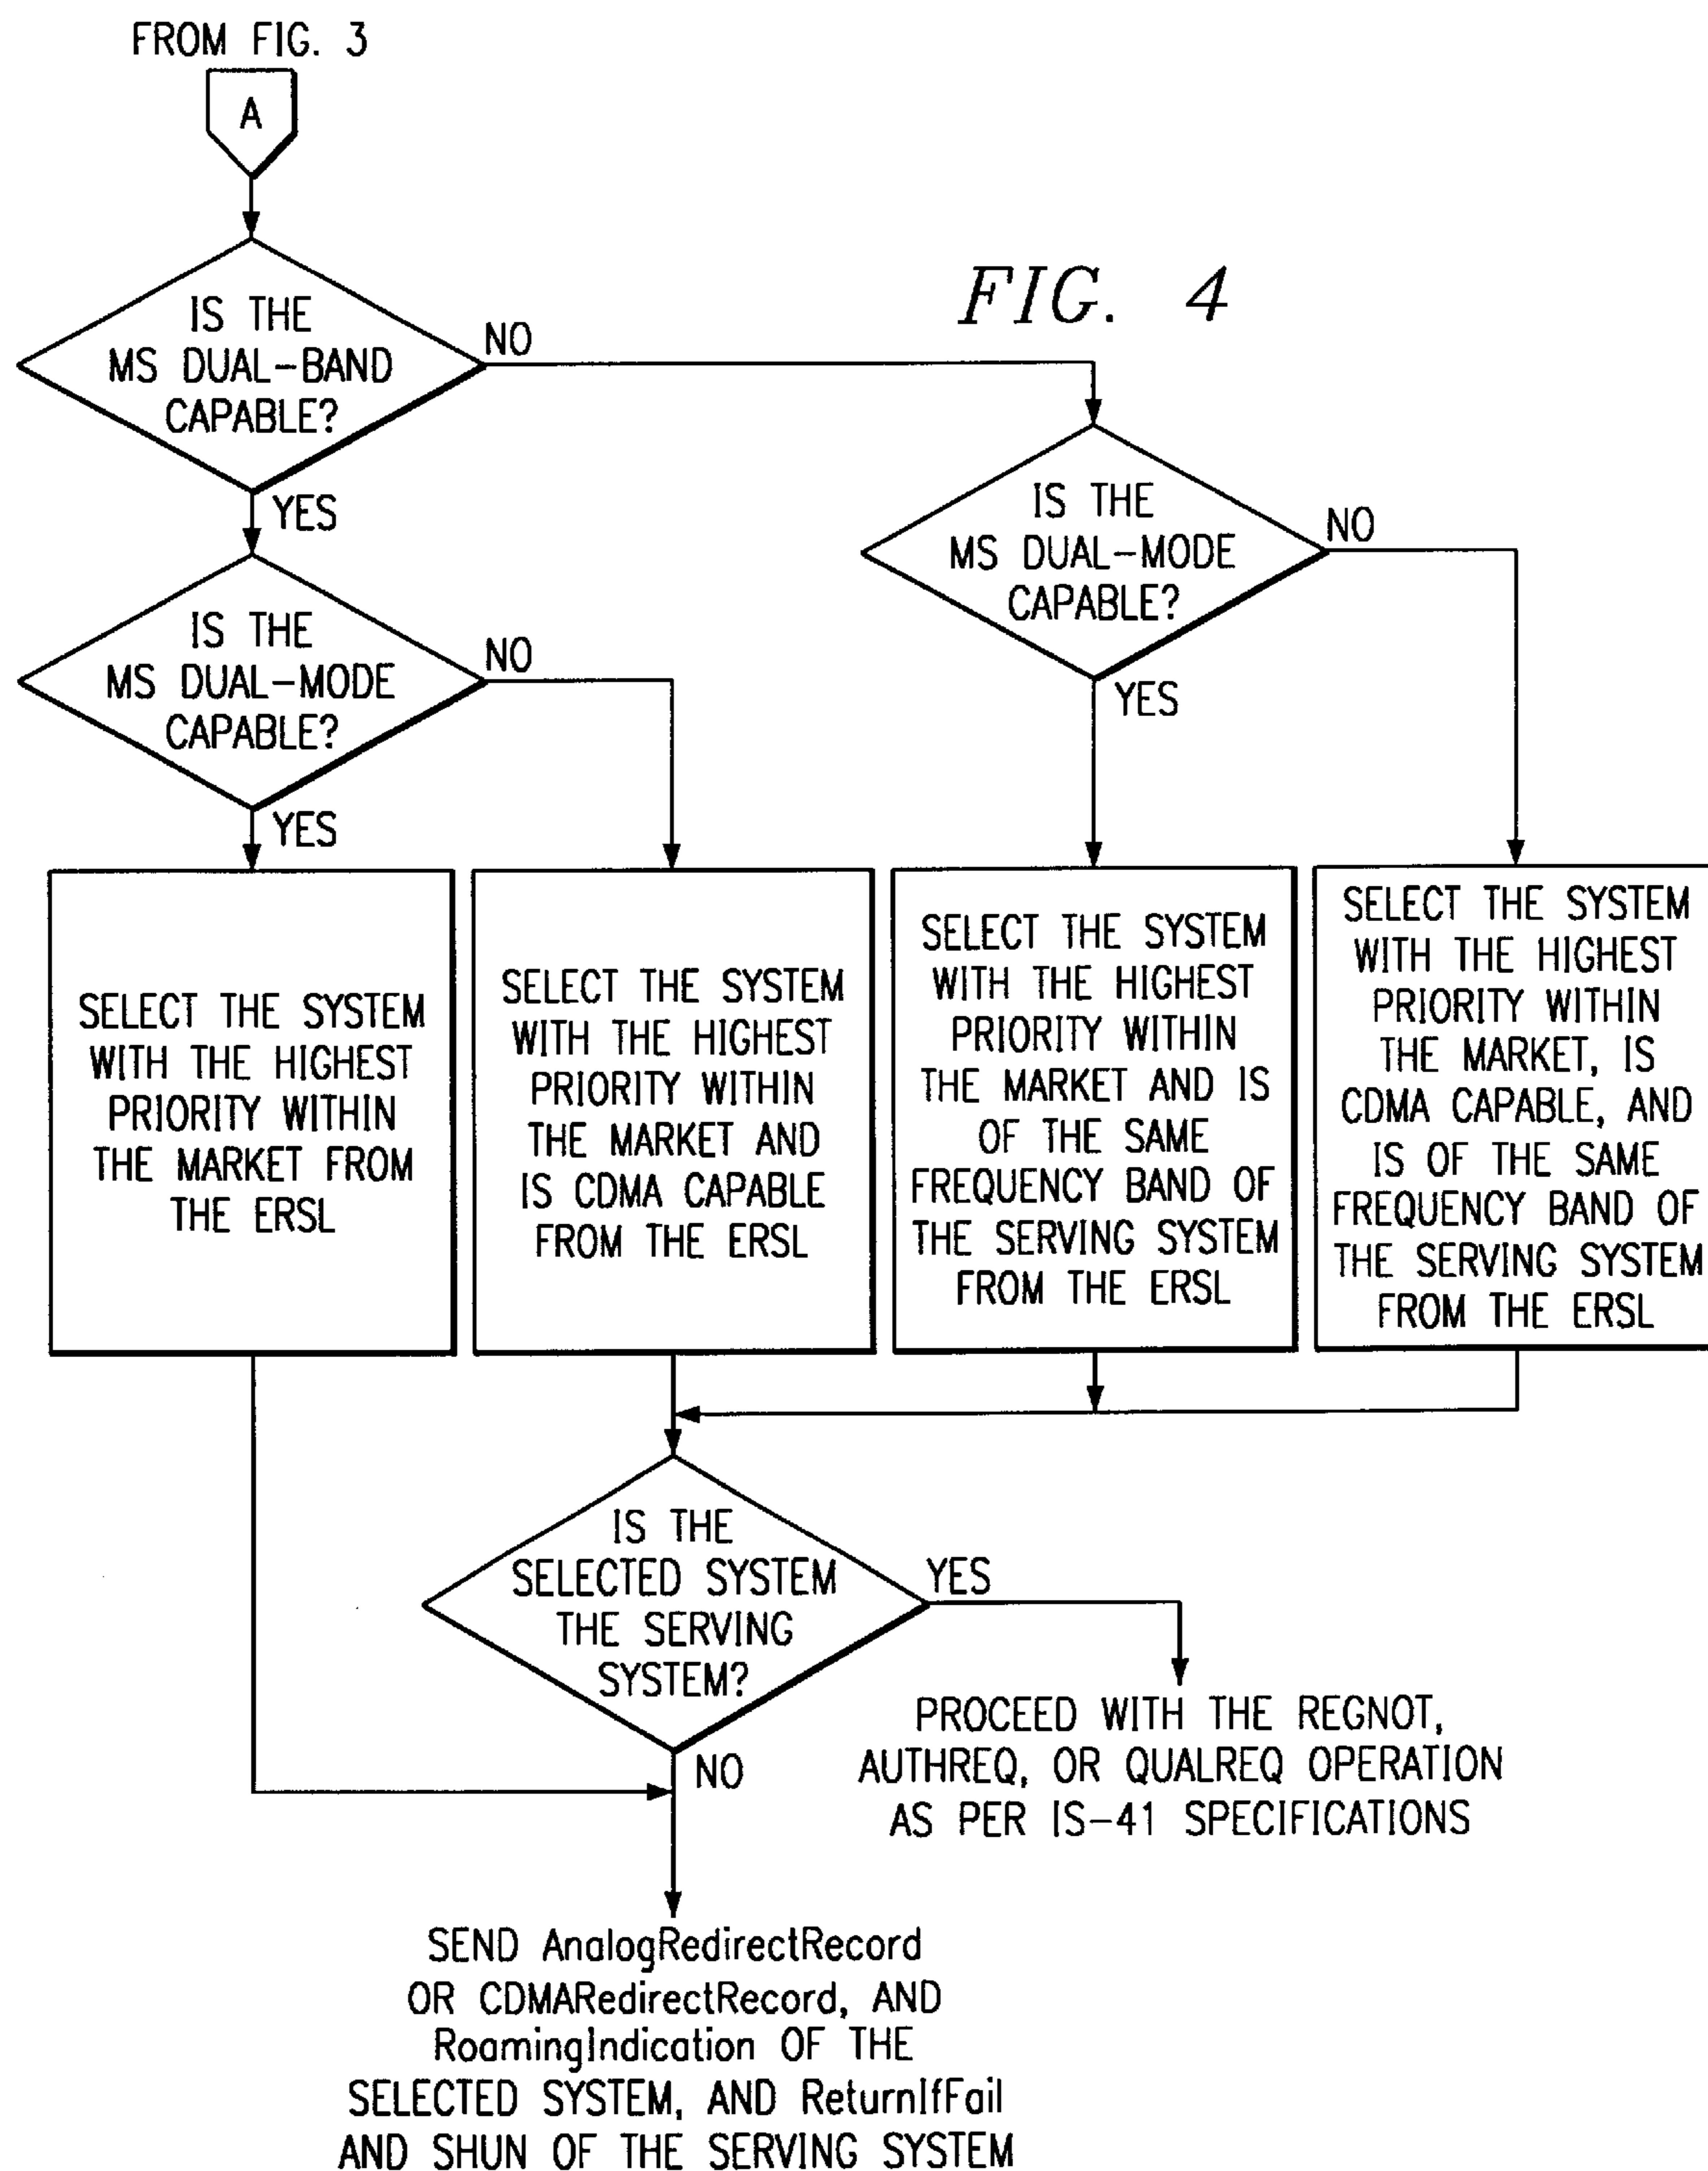 FROM FIG. 3
A
FIG. 4
IS THE
MS DUAL-BAND
CAPABLE?
NO
YES
IS THE
MS DUAL-MODE
CAPABLE?
NO
YES
IS THE
MS DUAL-MODE
CAPABLE?
NO
YES
SELECT THE SYSTEM
WITH THE HIGHEST
PRIORITY WITHIN
THE MARKET FROM
THE ERSL
SELECT THE SYSTEM
WITH THE HIGHEST
PRIORITY WITHIN
THE MARKET AND
IS CDMA CAPABLE
FROM THE ERSL
SELECT THE SYSTEM
WITH THE HIGHEST
PRIORITY WITHIN
THE MARKET AND IS
OF THE SAME
FREQUENCY BAND OF
THE SERVING SYSTEM
FROM THE ERSL
SELECT THE SYSTEM
WITH THE HIGHEST
PRIORITY WITHIN
THE MARKET, IS
CDMA CAPABLE, AND
IS OF THE SAME
FREQUENCY BAND OF
THE SERVING SYSTEM
FROM THE ERSL
IS THE
SELECTED SYSTEM
THE SERVING
SYSTEM?
YES
NO
PROCEED WITH THE REGNOT,
AUTHREQ, OR QUALREQ OPERATION
AS PER IS-41 SPECIFICATIONS
SEND AnalogRedirectRecord
OR CDMARedirectRecord, AND
RoamingIndication OF THE
SELECTED SYSTEM, AND ReturnIfFail
AND SHUN OF THE SERVING SYSTEM